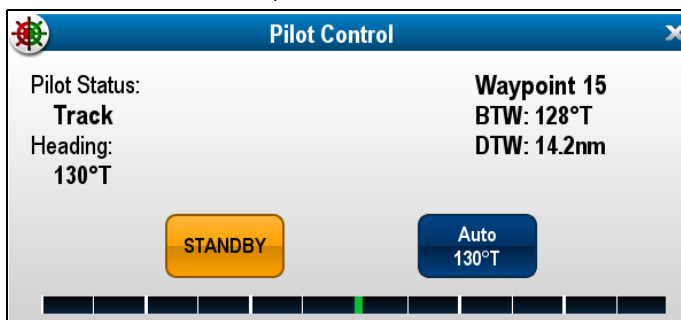 Pilot Control
Pilot Status:
Track
Heading:
130°T
Waypoint 15
BTW: 128°T
DTW: 14.2nm
STANDBY
Auto
130°T